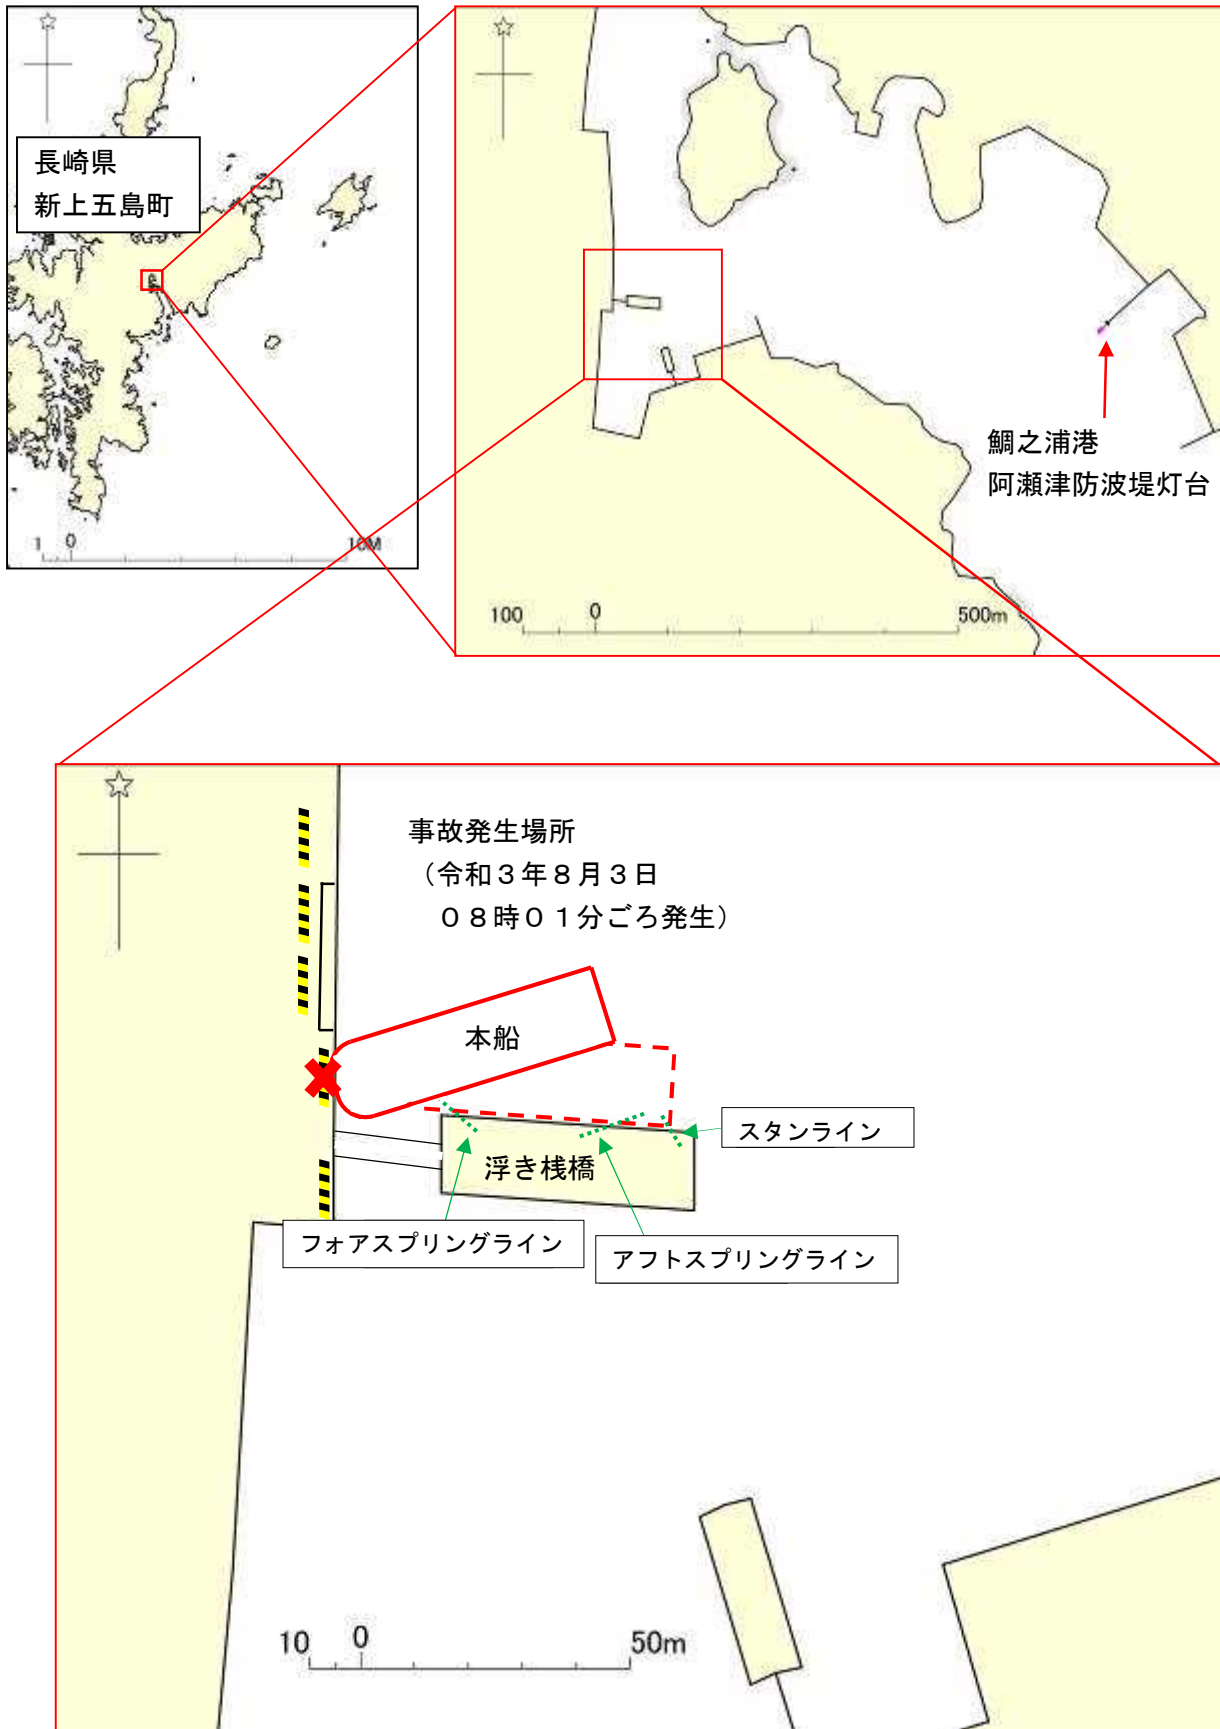 長崎県
新上五島町
1 0 10M
鯛之浦港
阿瀬津防波堤灯台
100 0 500m
事故発生場所
（令和３年８月３日
０８時０１分ごろ発生）
本船
スタンライン
浮き桟橋
フォアスプリングライン
アフトスプリングライン
10 0 50m